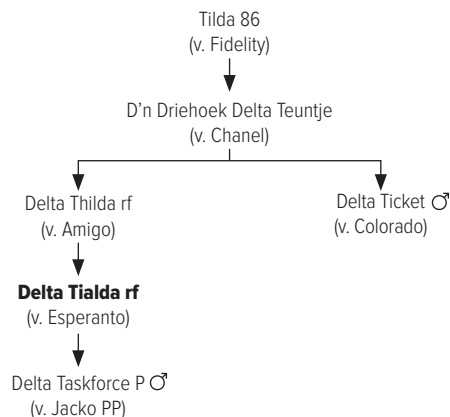 Tilda 86
(v. Fidelity)
D’n Driehoek Delta Teuntje
(v. Chanel)
Delta Thilda rf
(v. Amigo)
Delta Ticket ♂
(v. Colorado)
Delta Tialda rf
(v. Esperanto)
Delta Taskforce P ♂
(v. Jacko PP)